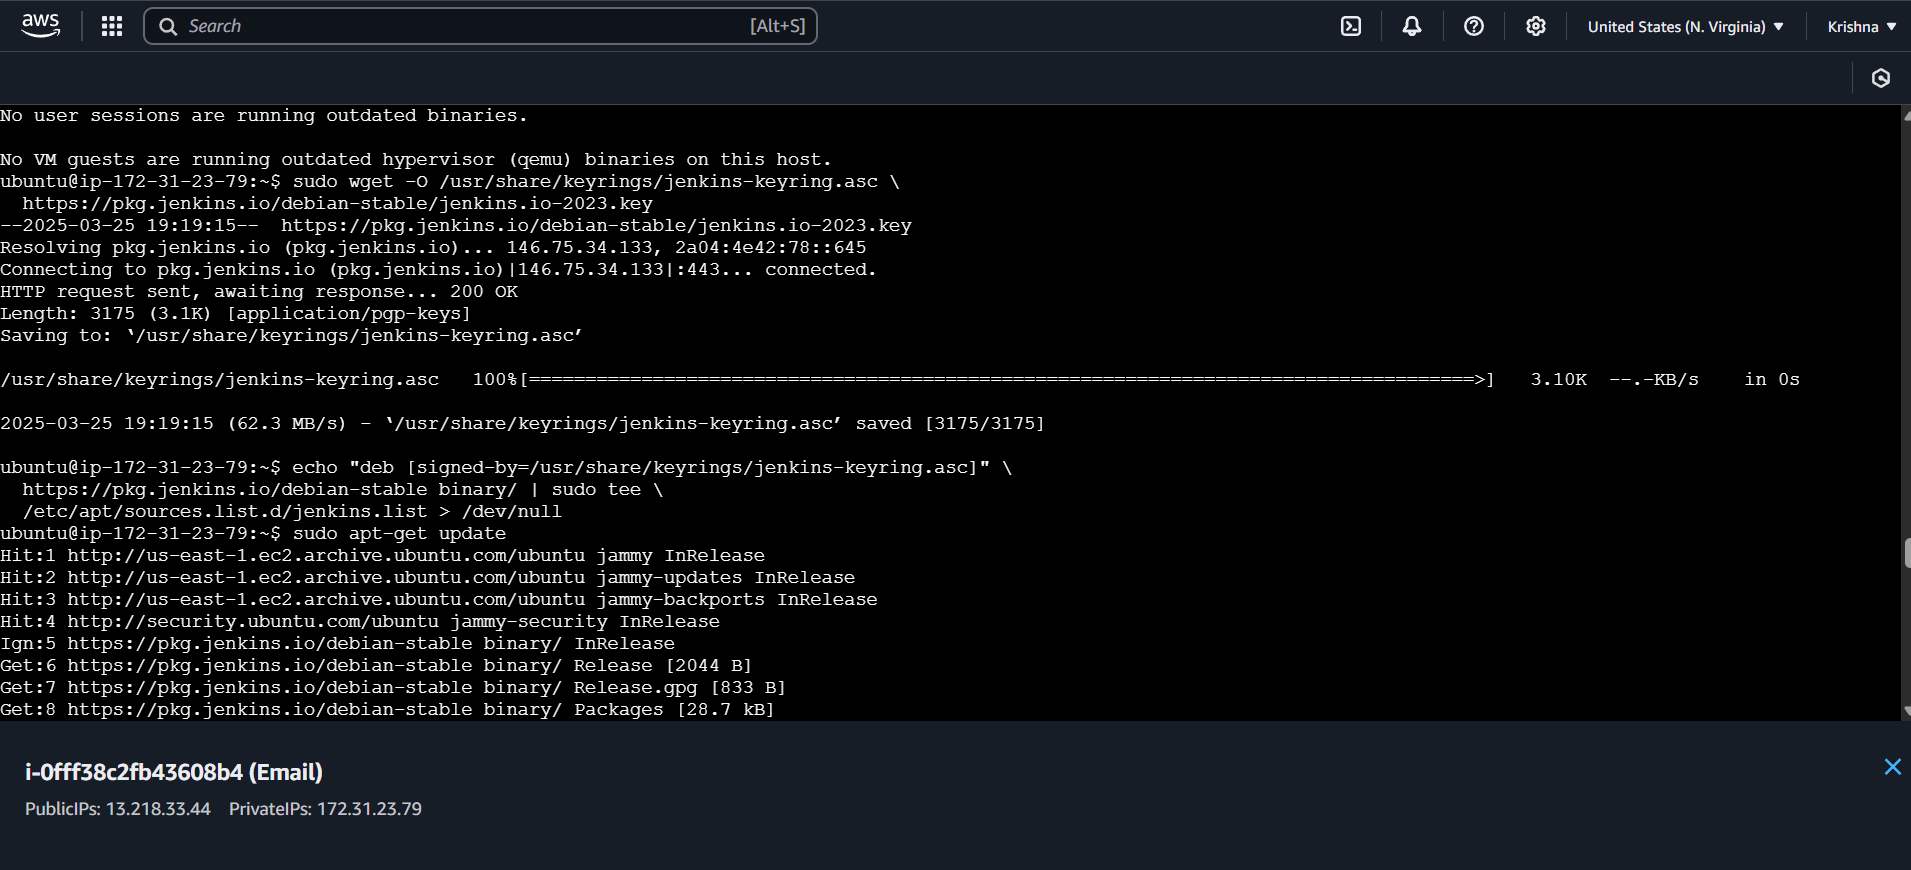 aws
Search [Alt+S]
United States (N. Virginia)
Krishna
No user sessions are running outdated binaries.
No VM guests are running outdated hypervisor (qemu) binaries on this host.
ubuntu@ip-172-31-23-79:~$ sudo wget -O /usr/share/keyrings/jenkins-keyring.asc \
  https://pkg.jenkins.io/debian-stable/jenkins.io-2023.key
--2025-03-25 19:19:15--  https://pkg.jenkins.io/debian-stable/jenkins.io-2023.key
Resolving pkg.jenkins.io (pkg.jenkins.io)... 146.75.34.133, 2a04:4e42:78::645
Connecting to pkg.jenkins.io (pkg.jenkins.io)|146.75.34.133|:443... connected.
HTTP request sent, awaiting response... 200 OK
Length: 3175 (3.1K) [application/pgp-keys]
Saving to: ‘/usr/share/keyrings/jenkins-keyring.asc’
/usr/share/keyrings/jenkins-keyring.asc   100%[====================================================================================>]   3.10K  --.-KB/s    in 0s
2025-03-25 19:19:15 (62.3 MB/s) - ‘/usr/share/keyrings/jenkins-keyring.asc’ saved [3175/3175]
ubuntu@ip-172-31-23-79:~$ echo "deb [signed-by=/usr/share/keyrings/jenkins-keyring.asc]" \
  https://pkg.jenkins.io/debian-stable binary/ | sudo tee \
  /etc/apt/sources.list.d/jenkins.list > /dev/null
ubuntu@ip-172-31-23-79:~$ sudo apt-get update
Hit:1 http://us-east-1.ec2.archive.ubuntu.com/ubuntu jammy InRelease
Hit:2 http://us-east-1.ec2.archive.ubuntu.com/ubuntu jammy-updates InRelease
Hit:3 http://us-east-1.ec2.archive.ubuntu.com/ubuntu jammy-backports InRelease
Hit:4 http://security.ubuntu.com/ubuntu jammy-security InRelease
Ign:5 https://pkg.jenkins.io/debian-stable binary/ InRelease
Get:6 https://pkg.jenkins.io/debian-stable binary/ Release [2044 B]
Get:7 https://pkg.jenkins.io/debian-stable binary/ Release.gpg [833 B]
Get:8 https://pkg.jenkins.io/debian-stable binary/ Packages [28.7 kB]
i-0fff38c2fb43608b4 (Email)
PublicIPs: 13.218.33.44 PrivateIPs: 172.31.23.79